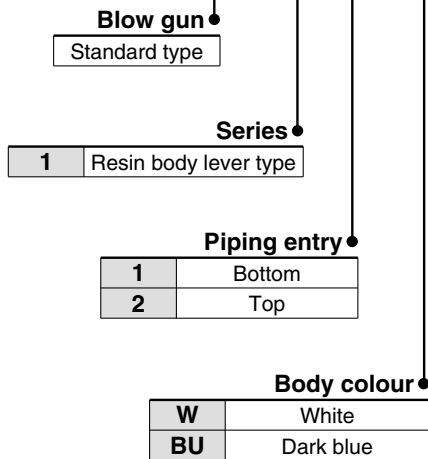 Blow gun
Standard type
Series
1 Resin body lever type
Piping entry
1 Bottom
2 Top
Body colour
W White
BU Dark blue